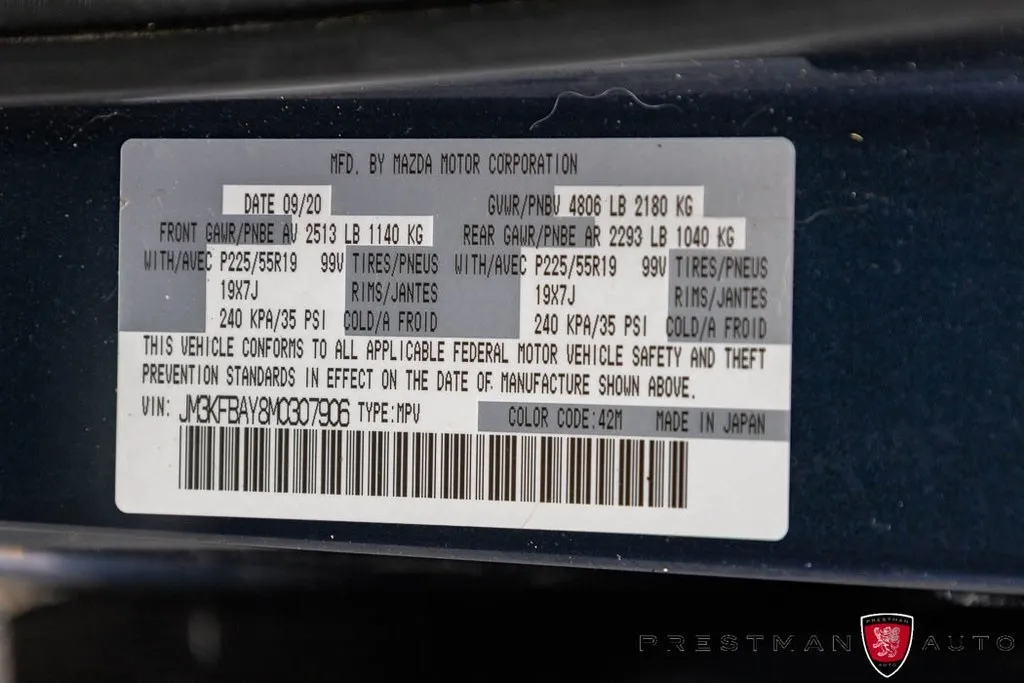 MFD. BY MAZDA MOTOR CORPORATION
DATE 09/20 GVWR/PNBV 4806 LB 2180 KG
FRONT GAWR/PNBE AV 2513 LB 1140 KG REAR GAWR/PNBE AR 2293 LB 1040 KG
WITH/AVEC P225/55R19 99V TIRES/PNEUS WITH/AVEC P225/55R19 99V TIRES/PNEUS
19X7J RIMS/JANTES 19X7J RIMS/JANTES
240 KPA/35 PSI COLD/A FROID 240 KPA/35 PSI COLD/A FROID
THIS VEHICLE CONFORMS TO ALL APPLICABLE FEDERAL MOTOR VEHICLE SAFETY AND THEFT
PREVENTION STANDARDS IN EFFECT ON THE DATE OF MANUFACTURE SHOWN ABOVE.
VIN: JM3KFBAY8M0307906 TYPE:MPV COLOR CODE:42M MADE IN JAPAN
PRESTMAN AUTO
PRESTMAN
AUTO